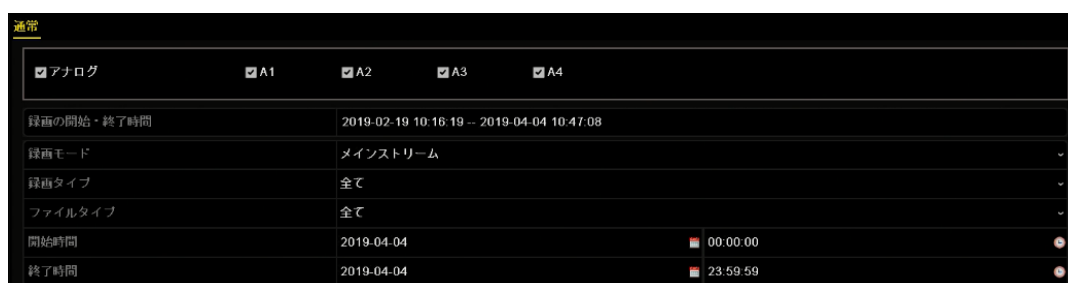 通常
アナログ A1 A2 A3 A4
録画の開始・終了時間 2019-02-19 10:16:19 -- 2019-04-04 10:47:08
録画モード メインストリーム
録画タイプ 全て
ファイルタイプ 全て
開始時間 2019-04-04 00:00:00
終了時間 2019-04-04 23:59:59